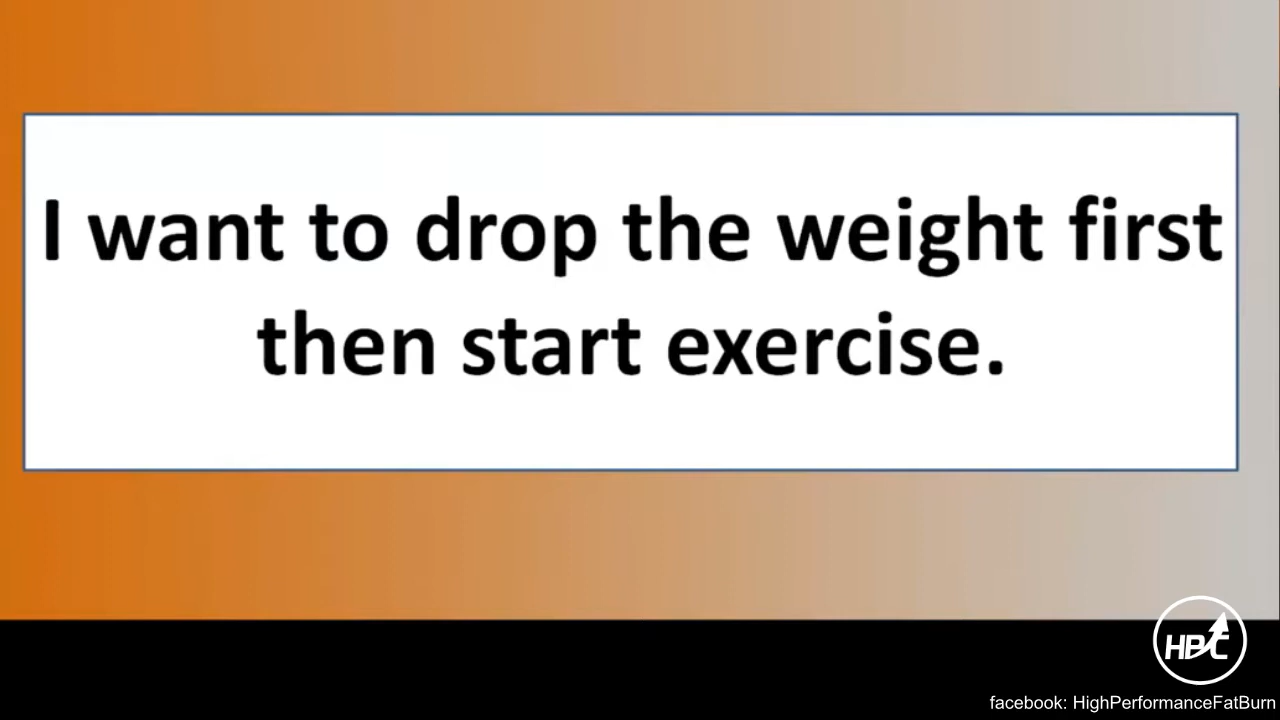 I want to drop the weight first
then start exercise.
HPC
facebook: HighPerformanceFatBurn